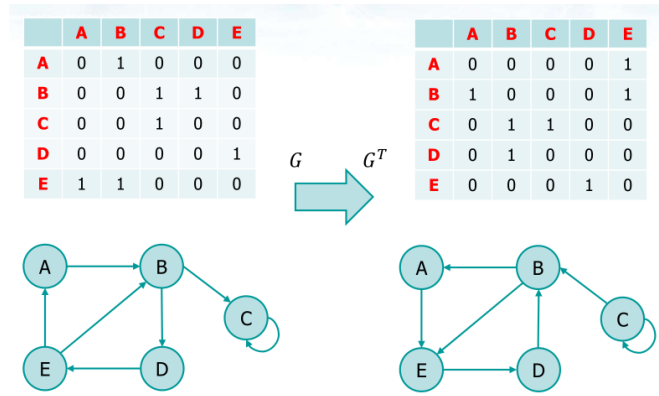 A B C D E
A 0 1 0 0 0
B 0 0 1 1 0
C 0 0 1 0 0
D 0 0 0 0 1
E 1 1 0 0 0
G G^T
A B C D E
A 0 0 0 0 1
B 1 0 0 0 1
C 0 1 1 0 0
D 0 1 0 0 0
E 0 0 0 1 0
A B
C
E D
A B
C
E D